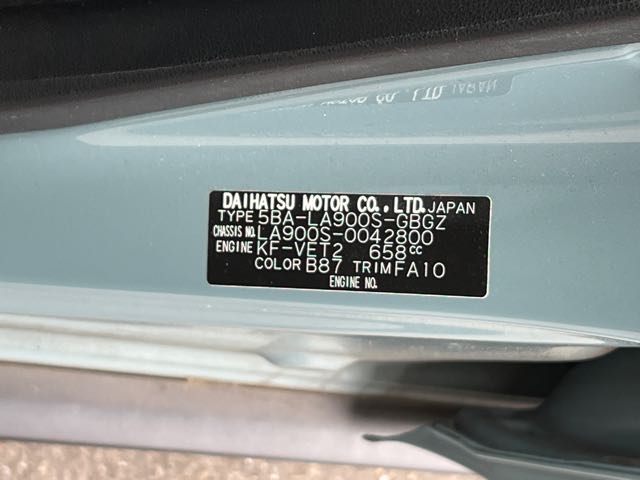 DAIHATSU MOTOR CO.,LTD. JAPAN
TYPE 5BA-LA900S-GBGZ
CHASSIS NO. LA900S-0042800
ENGINE KF-VET2 658CC
COLOR B87 TRIM FA10
ENGINE NO.